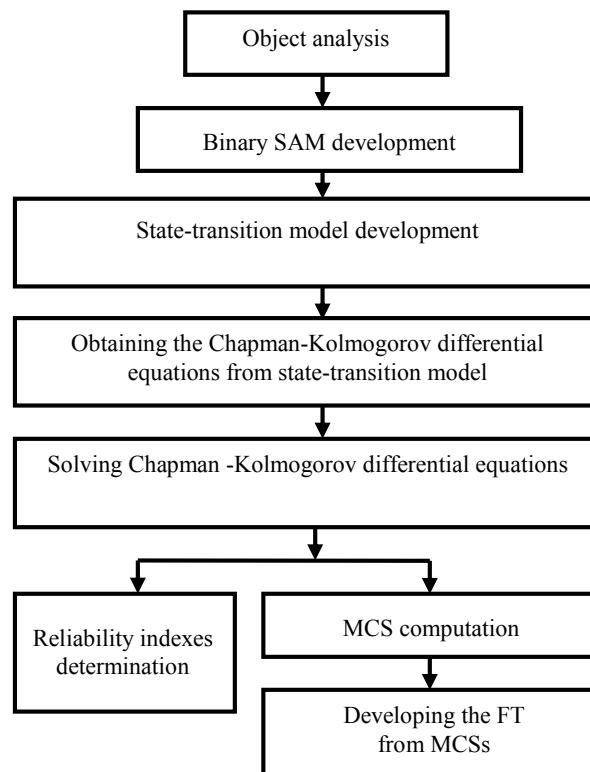 Object analysis
Binary SAM development
State-transition model development
Obtaining the Chapman-Kolmogorov differential
equations from state-transition model
Solving Chapman -Kolmogorov differential equations
Reliability indexes
determination
MCS computation
Developing the FT
from MCSs